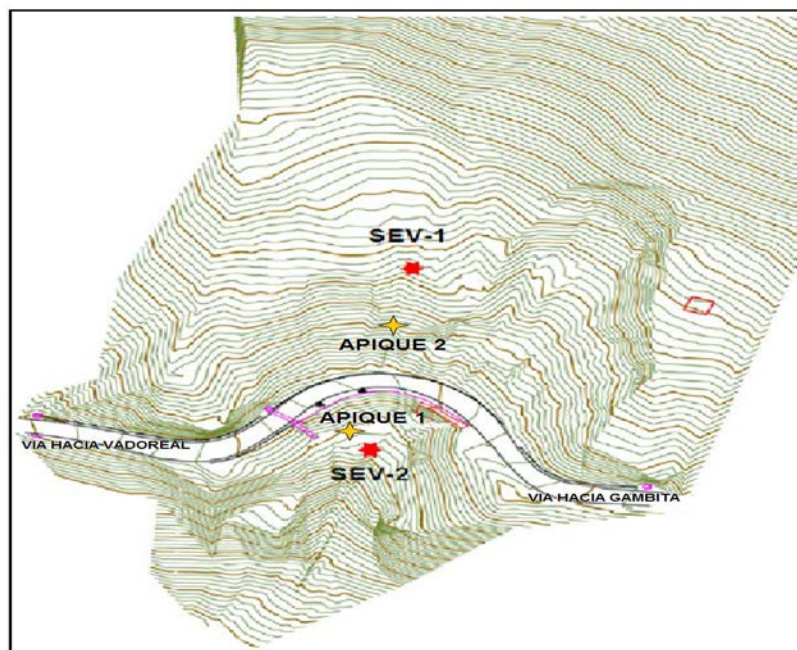 SEV-1
APIQUE 2
APIQUE 1
VIA HACIA VADOREAL
SEV-2
VIA HACIA GAMBITA